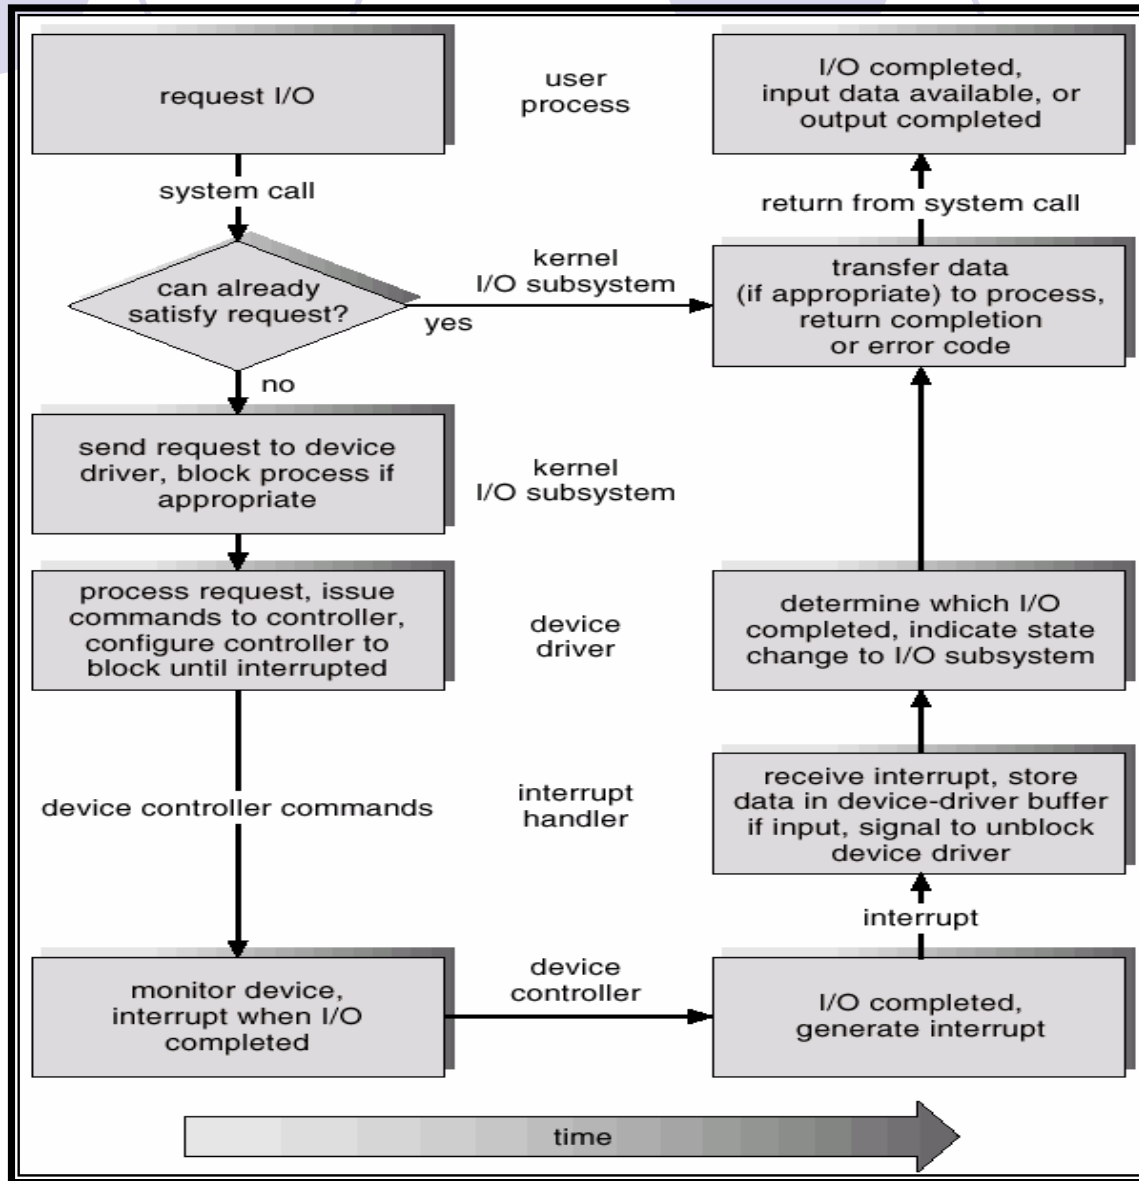 request I/O
user
process
I/O completed,
input data available, or
output completed
system call
return from system call
can already
satisfy request?
kernel
I/O subsystem
yes
transfer data
(if appropriate) to process,
return completion
or error code
no
send request to device
driver, block process if
appropriate
kernel
I/O subsystem
process request, issue
commands to controller,
configure controller to
block until interrupted
device
driver
determine which I/O
completed, indicate state
change to I/O subsystem
device controller commands
interrupt
handler
receive interrupt, store
data in device-driver buffer
if input, signal to unblock
device driver
interrupt
monitor device,
interrupt when I/O
completed
device
controller
I/O completed,
generate interrupt
time